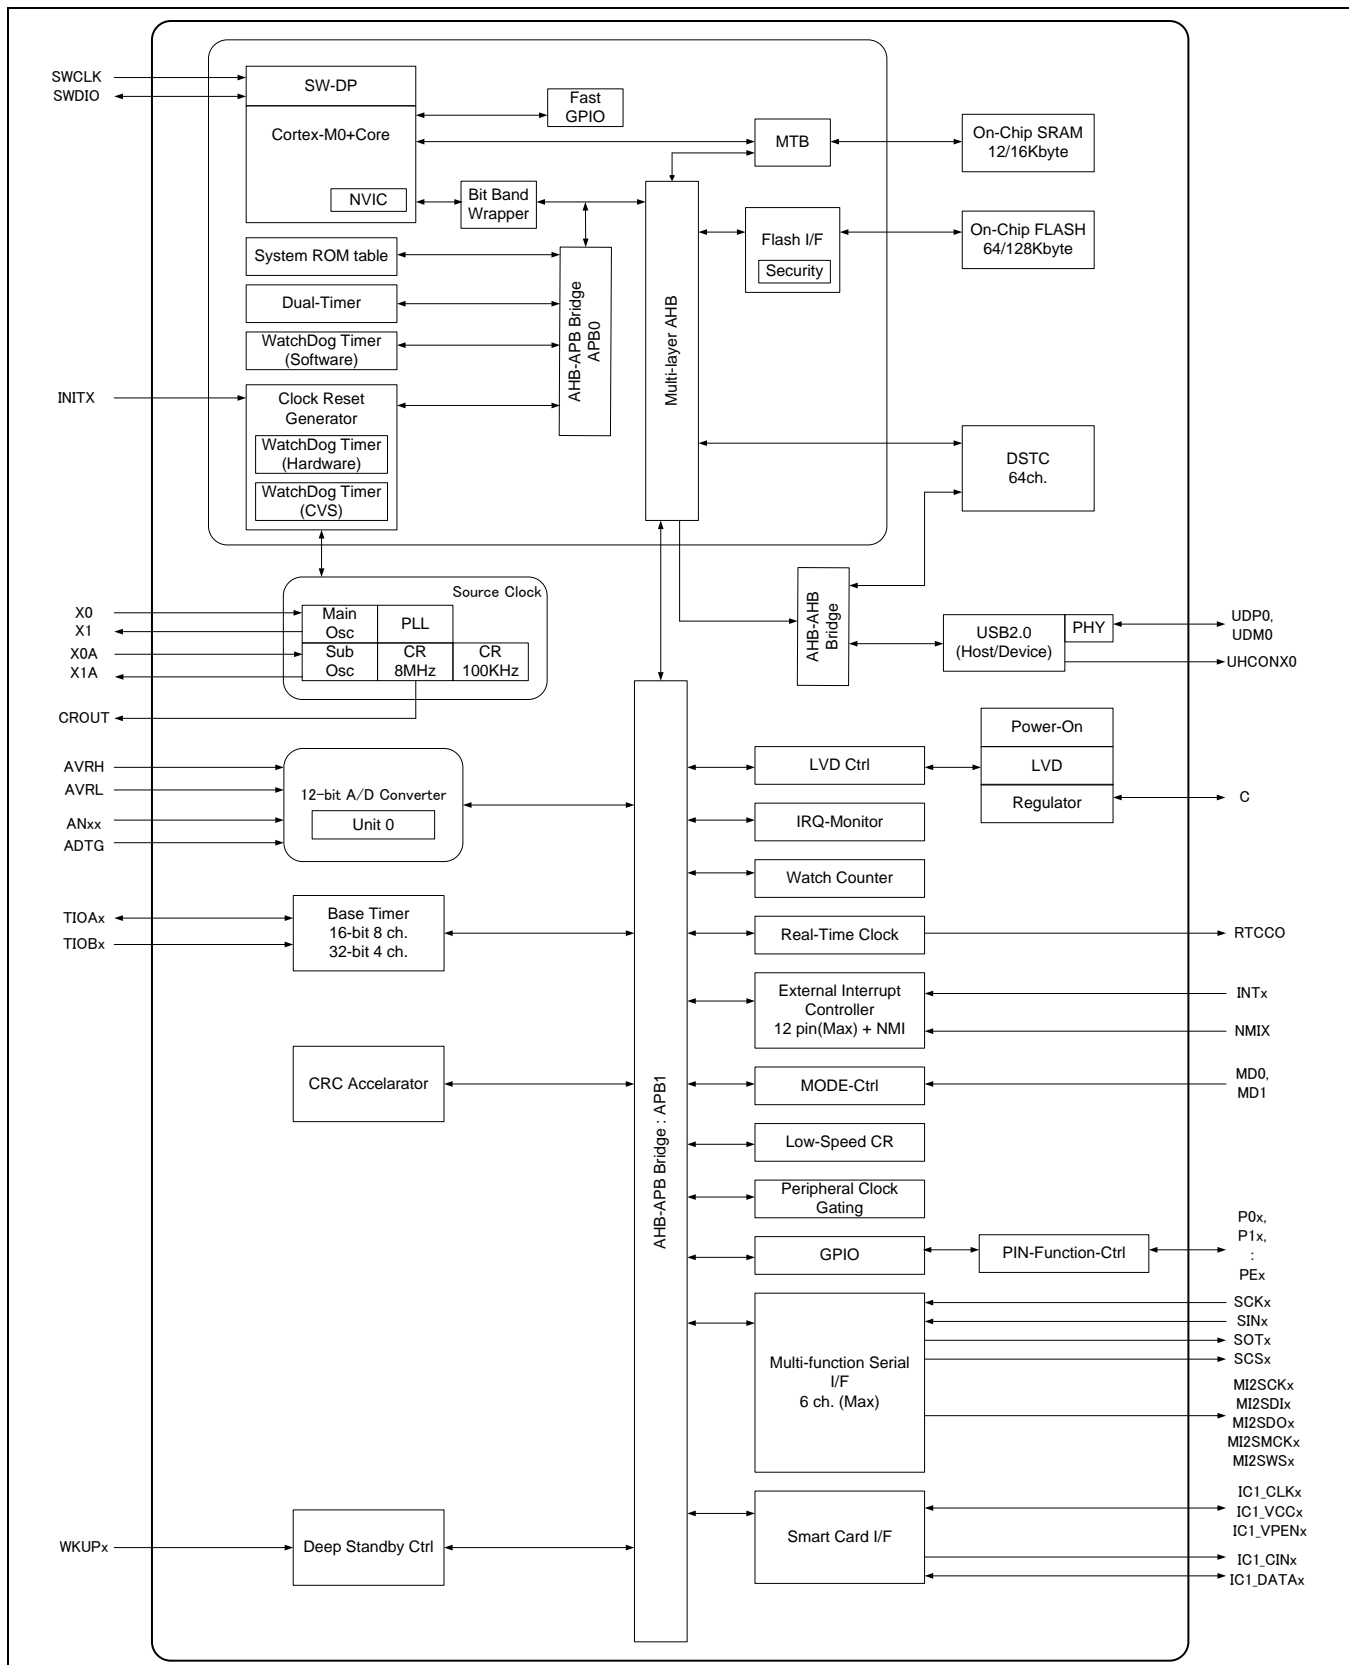 SWCLK
SWDIO
SW-DP
Cortex-M0+Core
NVIC
Fast
GPIO
Bit Band
Wrapper
MTB
On-Chip SRAM
12/16Kbyte
Flash I/F
Security
On-Chip FLASH
64/128Kbyte
System ROM table
Dual-Timer
WatchDog Timer
(Software)
AHB-APB Bridge
APB0
Multi-layer AHB
INITX
Clock Reset
Generator
WatchDog Timer
(Hardware)
WatchDog Timer
(CVS)
DSTC
64ch.
Source Clock
X0
X1
X0A
X1A
Main
Osc
PLL
Sub
Osc
CR
8MHz
CR
100KHz
CROUT
AHB-AHB
Bridge
USB2.0
(Host/Device)
PHY
UDP0,
UDM0
UHCONX0
AVRH
AVRL
ANxx
ADTG
12-bit A/D Converter
Unit 0
LVD Ctrl
Power-On
LVD
Regulator
C
IRQ-Monitor
Watch Counter
TIOAx
TIOBx
Base Timer
16-bit 8 ch.
32-bit 4 ch.
Real-Time Clock
RTCCO
External Interrupt
Controller
12 pin(Max) + NMI
INTx
NMIX
CRC Accelarator
AHB-APB Bridge : APB1
MODE-Ctrl
MD0,
MD1
Low-Speed CR
Peripheral Clock
Gating
GPIO
PIN-Function-Ctrl
P0x,
P1x,
:
PEx
Multi-function Serial
I/F
6 ch. (Max)
SCKx
SINx
SOTx
SCSx
MI2SCKx
MI2SDIx
MI2SDOx
MI2SMCKx
MI2SWSx
WKUPx
Deep Standby Ctrl
Smart Card I/F
IC1_CLKx
IC1_VCCx
IC1_VPENx
IC1_CINx
IC1_DATAx